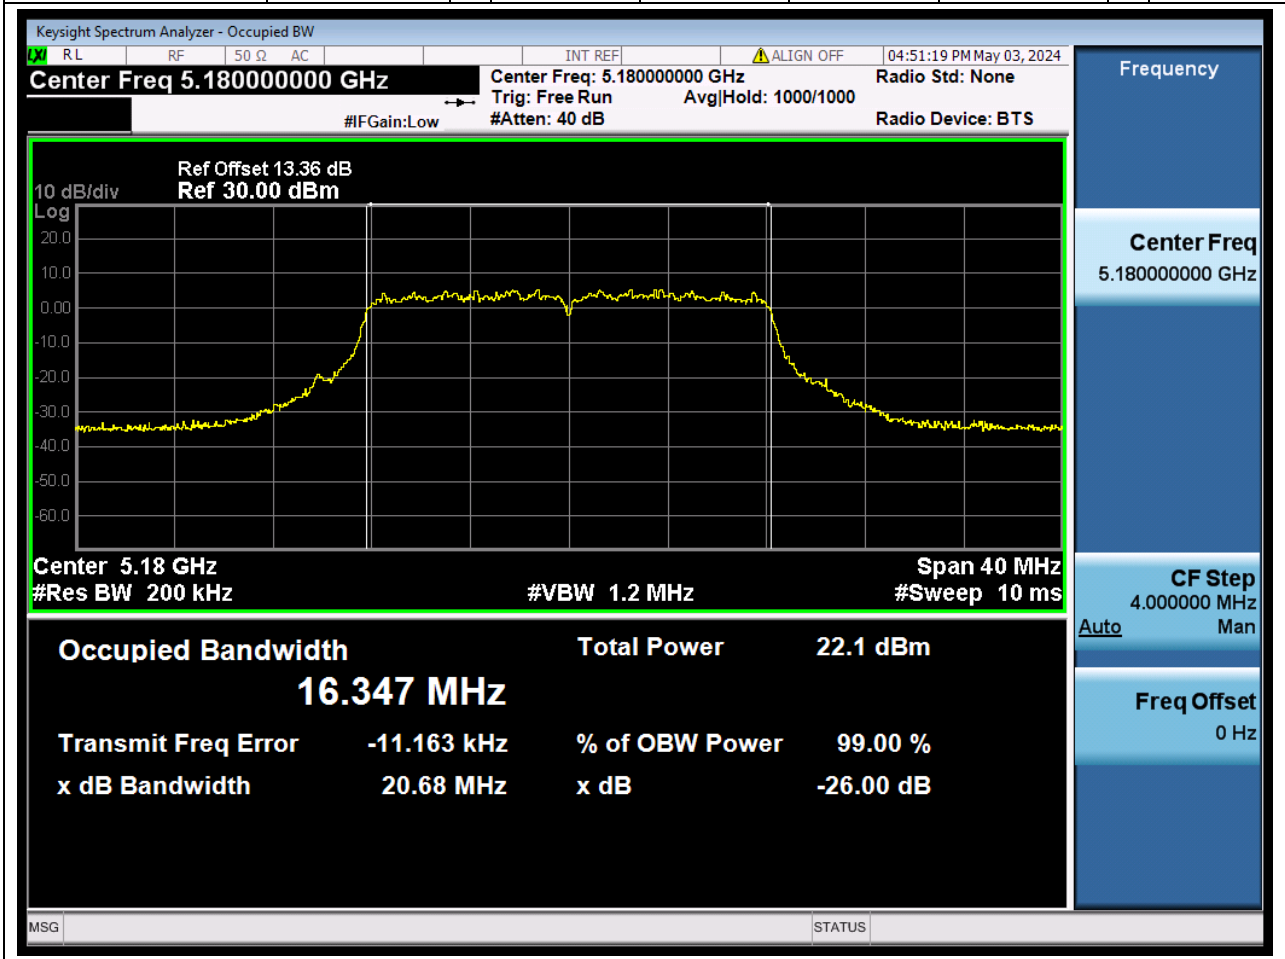 Keysight Spectrum Analyzer - Occupied BW
LXI RL RF 50 Ω AC INT REF ALIGN OFF 04:51:19 PM May 03, 2024
Center Freq 5.180000000 GHz
Center Freq: 5.180000000 GHz
Radio Std: None
Trig: Free Run Avg|Hold: 1000/1000
#IFGain:Low #Atten: 40 dB Radio Device: BTS
Ref Offset 13.36 dB
10 dB/div Ref 30.00 dBm
Log
20.0
10.0
0.00
-10.0
-20.0
-30.0
-40.0
-50.0
-60.0
Center 5.18 GHz Span 40 MHz
#Res BW 200 kHz #VBW 1.2 MHz #Sweep 10 ms
Occupied Bandwidth Total Power 22.1 dBm
16.347 MHz
Transmit Freq Error -11.163 kHz % of OBW Power 99.00 %
x dB Bandwidth 20.68 MHz x dB -26.00 dB
MSG STATUS
Frequency
Center Freq
5.180000000 GHz
CF Step
4.000000 MHz
Auto Man
Freq Offset
0 Hz